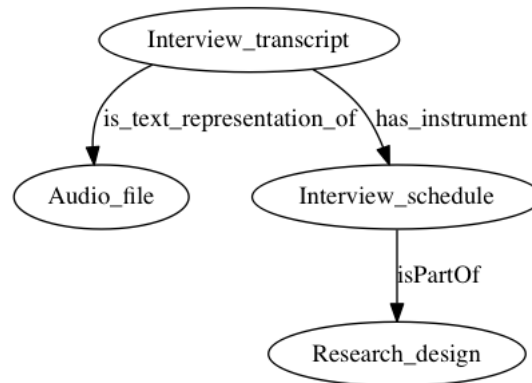 Interview_transcript
is_text_representation_of
has_instrument
Audio_file
Interview_schedule
isPartOf
Research_design